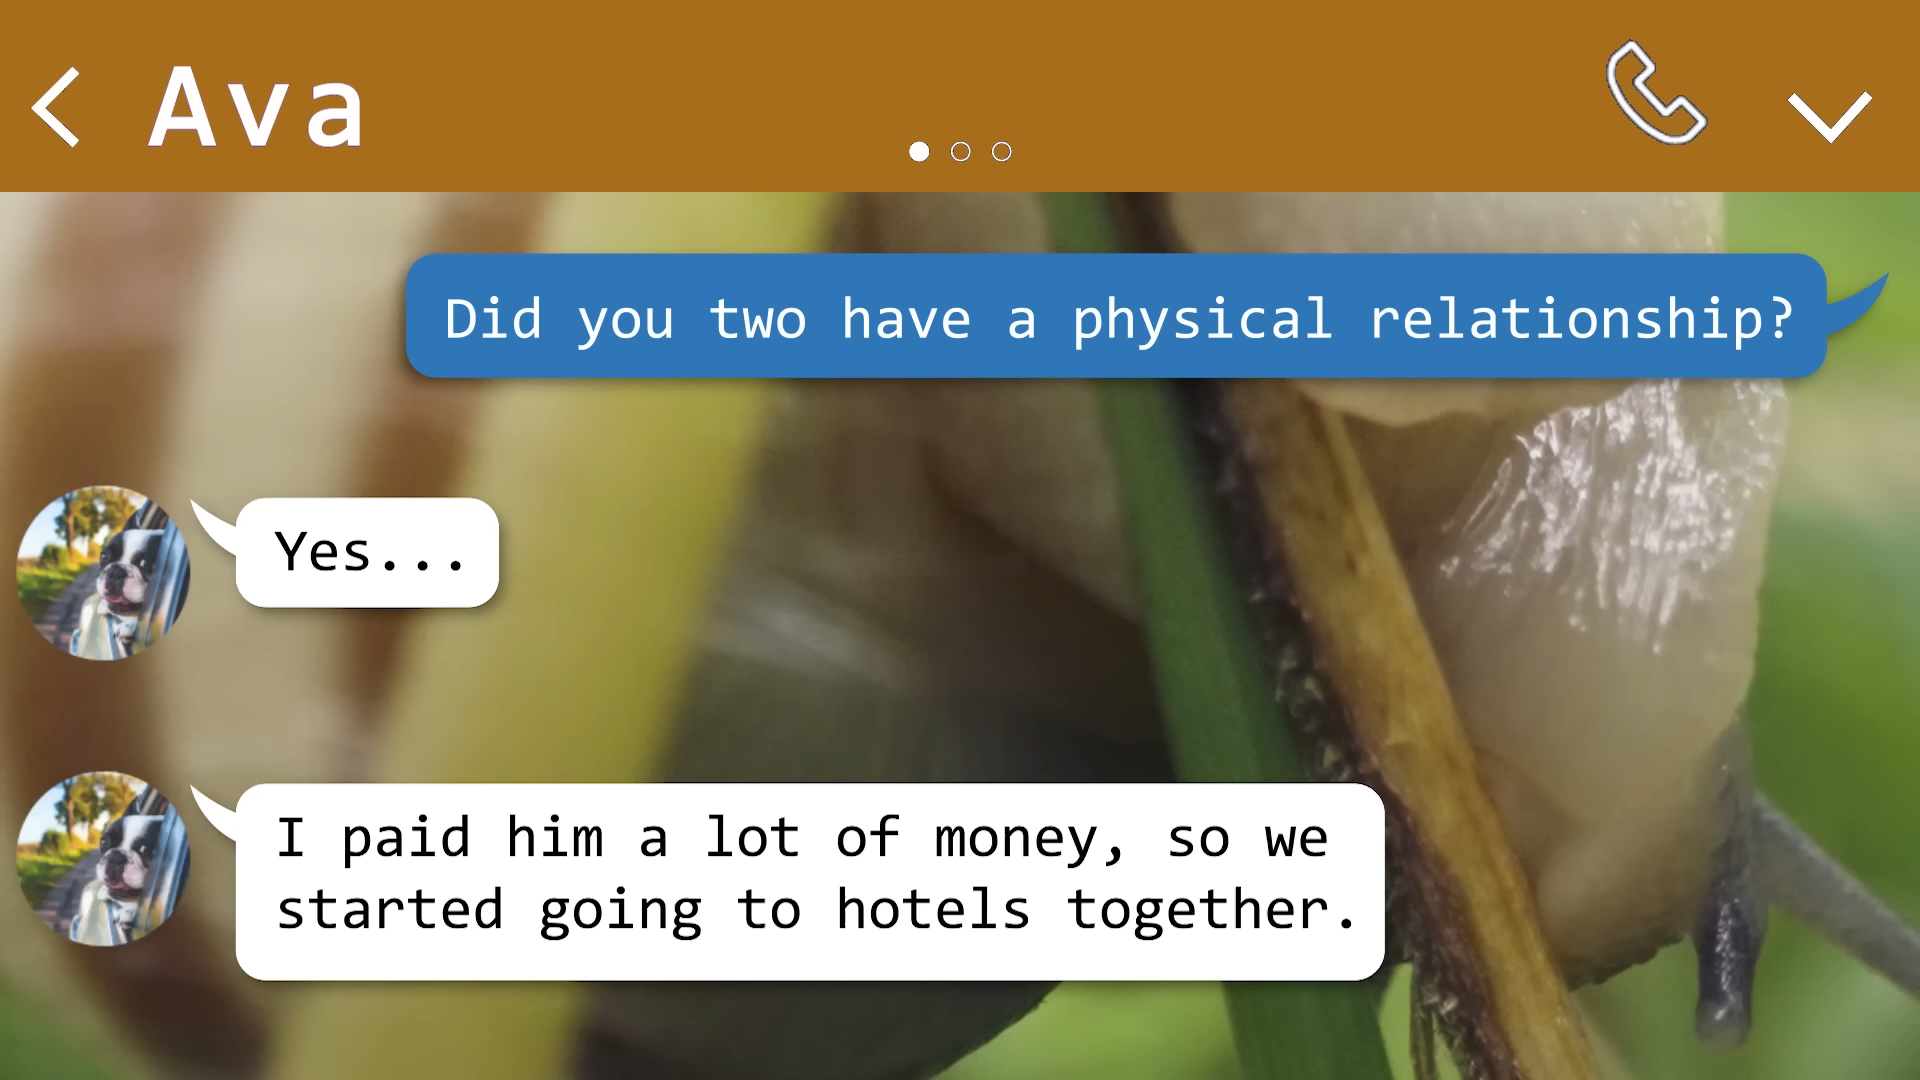 Ava
Did you two have a physical relationship?
Yes...
I paid him a lot of money, so we
started going to hotels together.